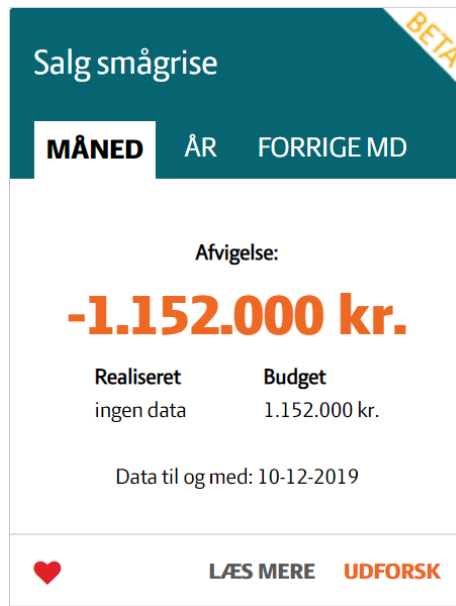 BETA
Salg smågrise
MÅNED ÅR FORRIGE MD
Afvigelse:
-1.152.000 kr.
Realiseret Budget
ingen data 1.152.000 kr.
Data til og med: 10-12-2019
LÆS MERE UDFORSK